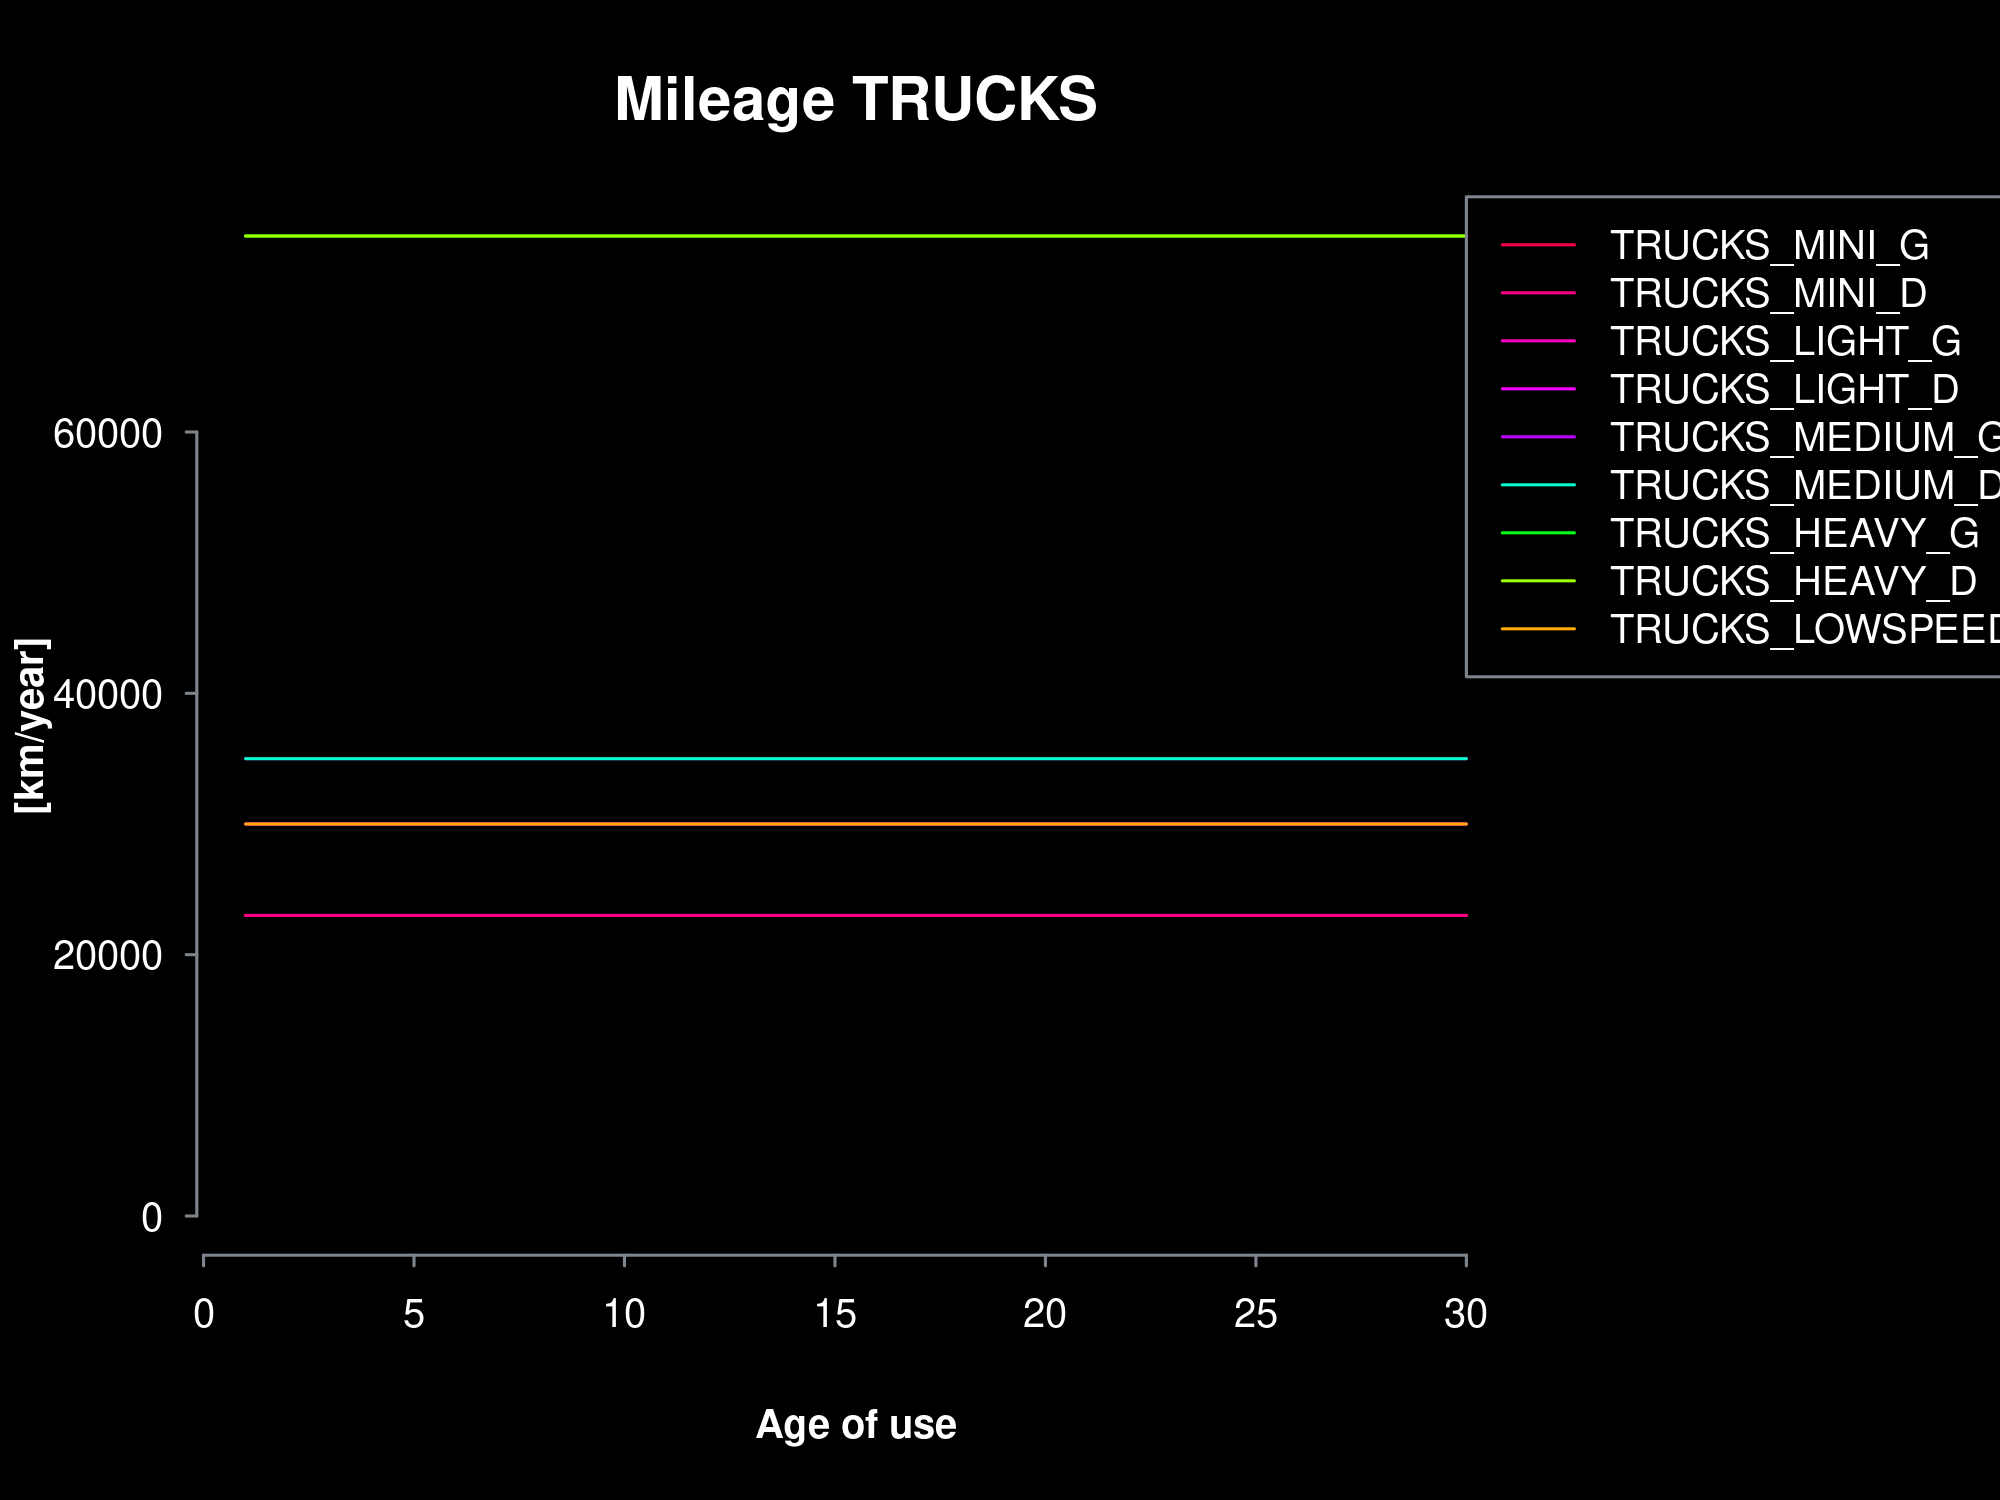 Mileage TRUCKS
TRUCKS_MINI_G
TRUCKS_MINI_D
TRUCKS_LIGHT_G
TRUCKS_LIGHT_D
TRUCKS_MEDIUM_G
TRUCKS_MEDIUM_D
TRUCKS_HEAVY_G
TRUCKS_HEAVY_D
TRUCKS_LOWSPEED
[km/year]
60000
40000
20000
0
0 5 10 15 20 25 30
Age of use